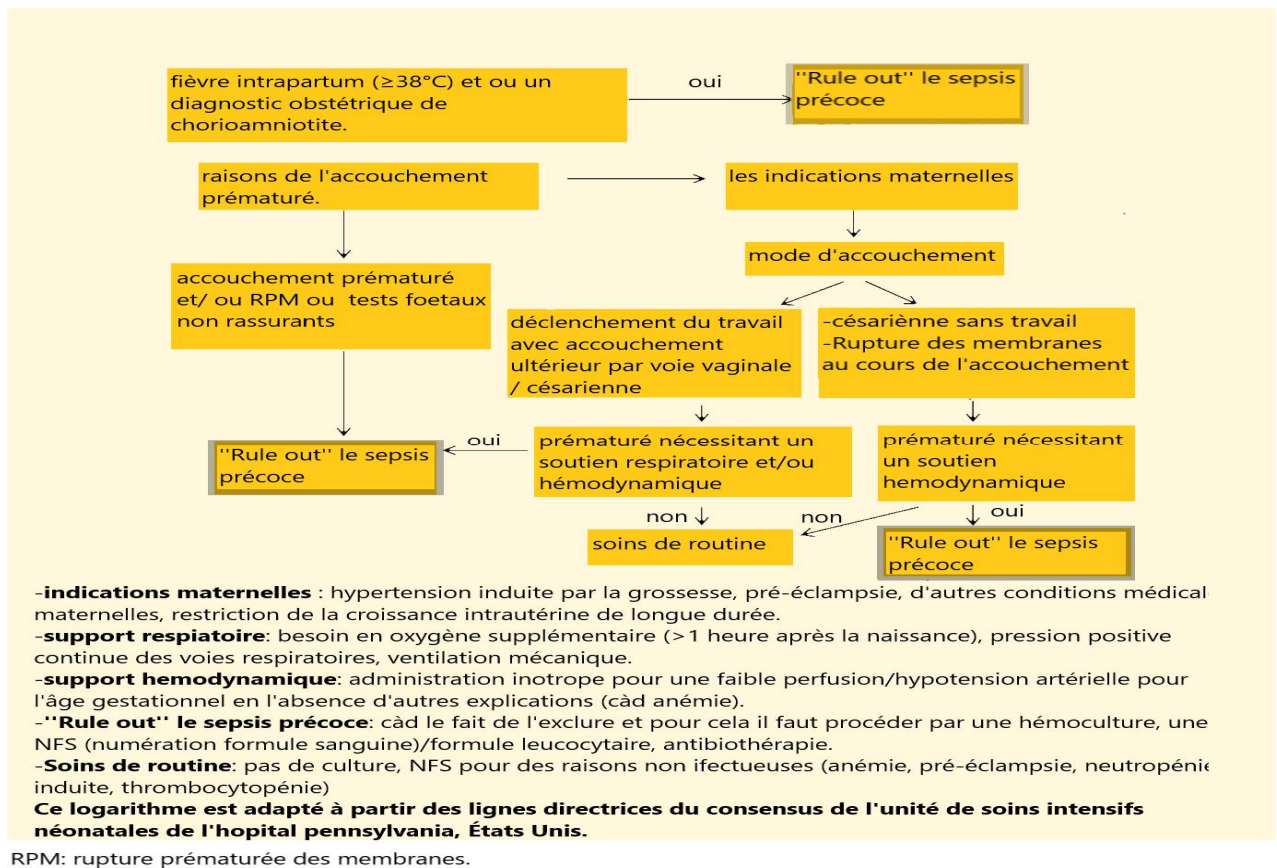 fièvre intrapartum (≥38°C) et ou un
diagnostic obstétrique de
chorioamniotite.
oui
''Rule out'' le sepsis
précoce
raisons de l'accouchement
prématuré.
les indications maternelles
mode d'accouchement
accouchement prématuré
et/ ou RPM ou tests foetaux
non rassurants
déclenchement du travail
avec accouchement
ultérieur par voie vaginale
/ césarienne
-césariènne sans travail
-Rupture des membranes
au cours de l'accouchement
''Rule out'' le sepsis
précoce
oui
prématuré nécessitant un
soutien respiratoire et/ou
hémodynamique
prématuré nécessitant
un soutien
hemodynamique
non
non
oui
soins de routine
''Rule out'' le sepsis
précoce
-indications maternelles : hypertension induite par la grossesse, pré-éclampsie, d'autres conditions médical
maternelles, restriction de la croissance intrautérine de longue durée.
-support respiatoire: besoin en oxygène supplémentaire (>1 heure après la naissance), pression positive
continue des voies respiratoires, ventilation mécanique.
-support hemodynamique: administration inotrope pour une faible perfusion/hypotension artérielle pour
l'âge gestationnel en l'absence d'autres explications (càd anémie).
-''Rule out'' le sepsis précoce: càd le fait de l'exclure et pour cela il faut procéder par une hémoculture, une
NFS (numération formule sanguine)/formule leucocytaire, antibiothérapie.
-Soins de routine: pas de culture, NFS pour des raisons non ifectueuses (anémie, pré-éclampsie, neutropénie
induite, thrombocytopénie)
Ce logarithme est adapté à partir des lignes directrices du consensus de l'unité de soins intensifs
néonatales de l'hopital pennsylvania, États Unis.
RPM: rupture prématurée des membranes.